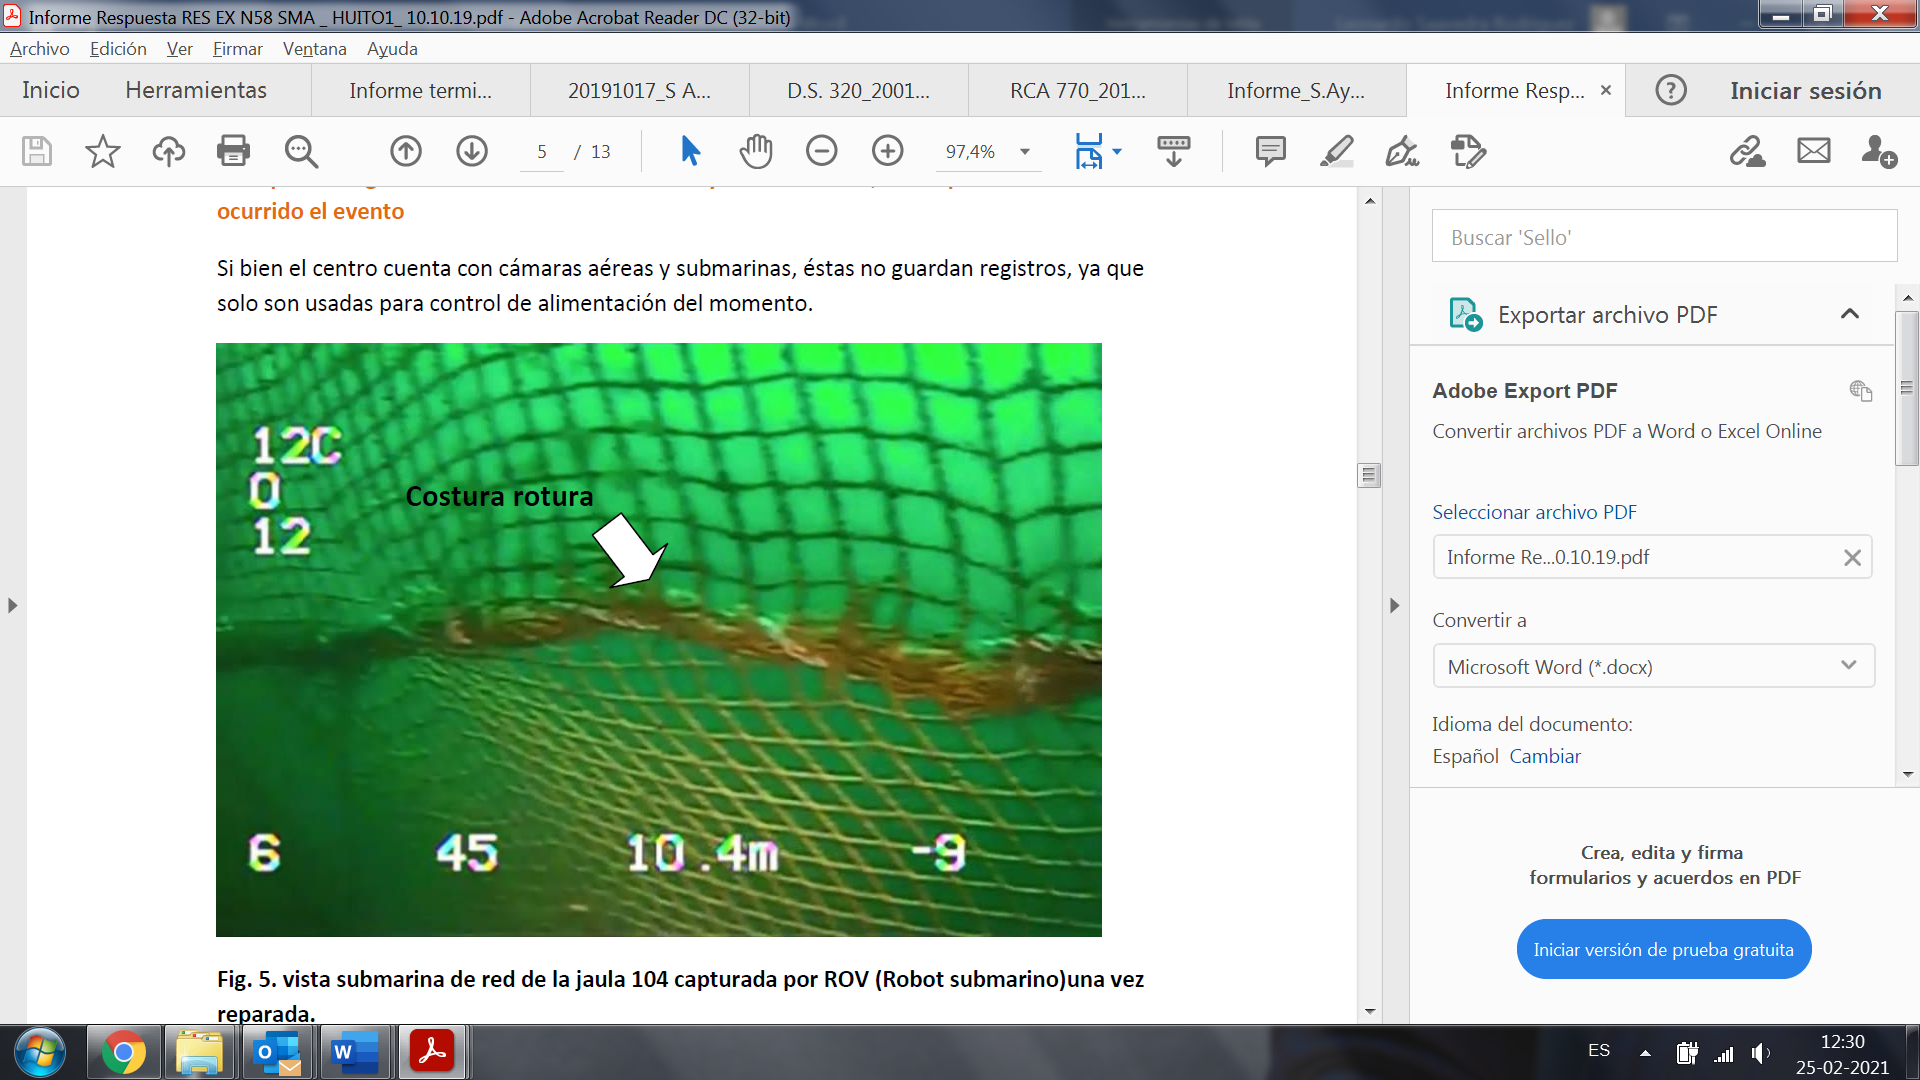 Informe Respuesta RES EX N58 SMA _ HUITO1_ 10.10.19.pdf - Adobe Acrobat Reader DC (32-bit)
Archivo Edición Ver Firmar Ventana Ayuda
Inicio Herramientas Informe termi... 20191017_S A... D.S. 320_2001... RCA 770_201... Informe_S.Ay... Informe Resp... × ? Iniciar sesión
5 / 13 97,4%
ocurrido el evento
Si bien el centro cuenta con cámaras aéreas y submarinas, éstas no guardan registros, ya que
solo son usadas para control de alimentación del momento.
12C
0
12
Costura rotura
6 45 10.4m -9
Fig. 5. vista submarina de red de la jaula 104 capturada por ROV (Robot submarino)una vez
reparada.
Buscar 'Sello'
Exportar archivo PDF
Adobe Export PDF
Convertir archivos PDF a Word o Excel Online
Seleccionar archivo PDF
Informe Re...0.10.19.pdf
Convertir a
Microsoft Word (*.docx)
Idioma del documento:
Español Cambiar
Crea, edita y firma
formularios y acuerdos en PDF
Iniciar versión de prueba gratuita
ES
12:30
25-02-2021